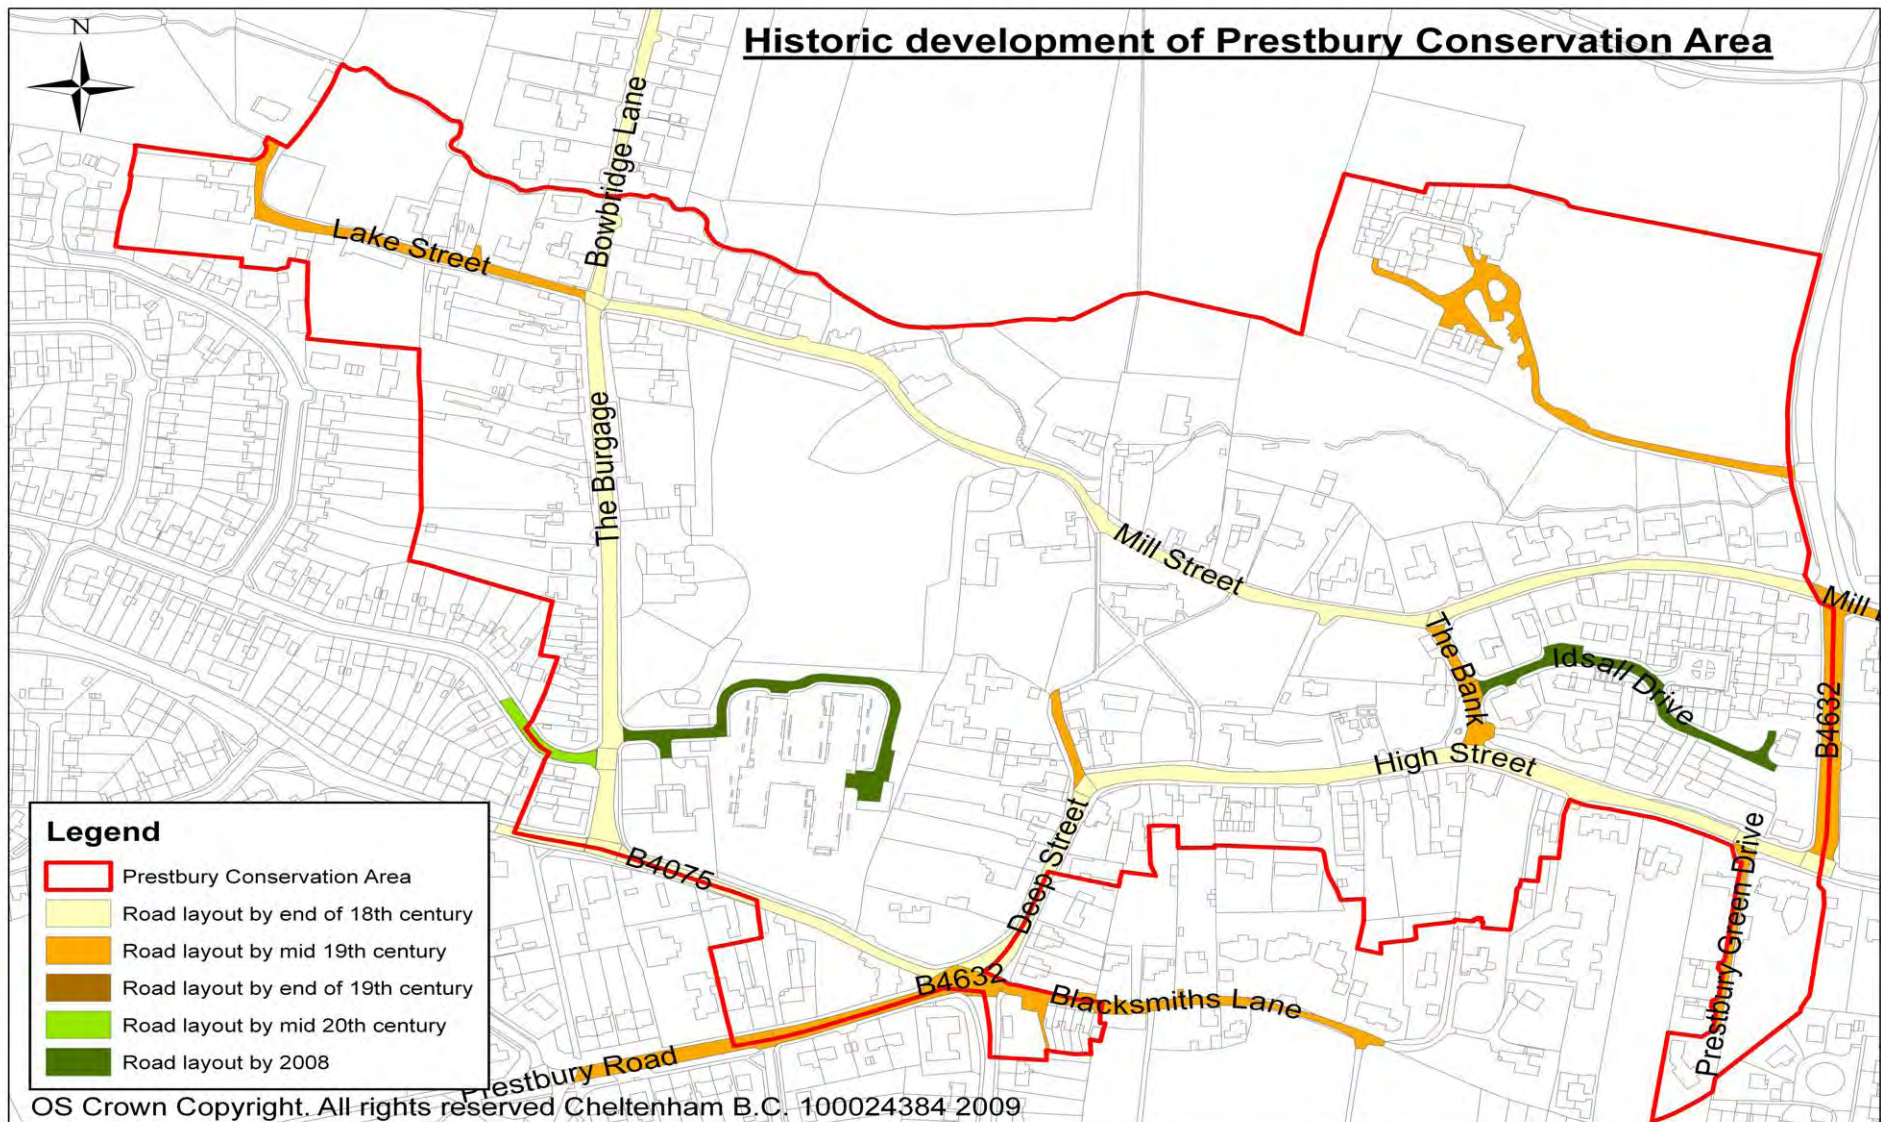 Historic development of Prestbury Conservation Area
N
Bowbridge Lane
Lake Street
The Burgage
Mill Street
Mill
The Bank
Idsall Drive
B4632
High Street
Deep Street
Prestbury Green Drive
B4075
B4632
Blacksmiths Lane
Prestbury Road
Legend
Prestbury Conservation Area
Road layout by end of 18th century
Road layout by mid 19th century
Road layout by end of 19th century
Road layout by mid 20th century
Road layout by 2008
OS Crown Copyright. All rights reserved Cheltenham B.C. 100024384 2009